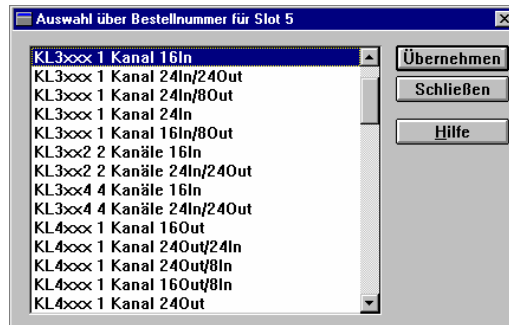 Auswahl über Bestellnummer für Slot 5
KL3xxx 1 Kanal 16In
KL3xxx 1 Kanal 24In/24Out
KL3xxx 1 Kanal 24In/8Out
KL3xxx 1 Kanal 24In
KL3xxx 1 Kanal 16In/8Out
KL3xx2 2 Kanäle 16In
KL3xx2 2 Kanäle 24In/24Out
KL3xx4 4 Kanäle 16In
KL3xx4 4 Kanäle 24In/24Out
KL4xxx 1 Kanal 16Out
KL4xxx 1 Kanal 24Out/24In
KL4xxx 1 Kanal 24Out/8In
KL4xxx 1 Kanal 16Out/8In
KL4xxx 1 Kanal 24Out
Übernehmen
Schließen
Hilfe